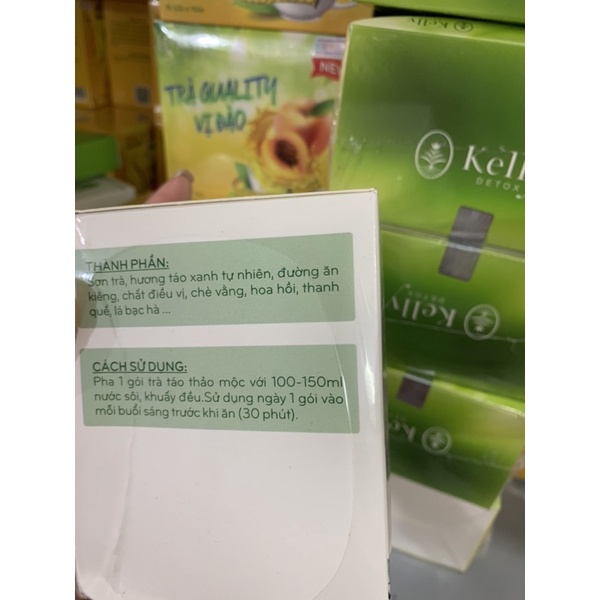 TRÀ QUALITY
VỊ ĐÀO
NEW
Kelly
DETOX
Kelly
DETOX
Kelly
THÀNH PHẦN:
Sơn trà, hương táo xanh tự nhiên, đường ăn
kiêng, chất điều vị, chè vằng, hoa hồi, thanh
quế, lá bạc hà ...
CÁCH SỬ DỤNG:
Pha 1 gói trà táo thảo mộc với 100-150ml
nước sôi, khuấy đều.Sử dụng ngày 1 gói vào
mỗi buổi sáng trước khi ăn (30 phút).